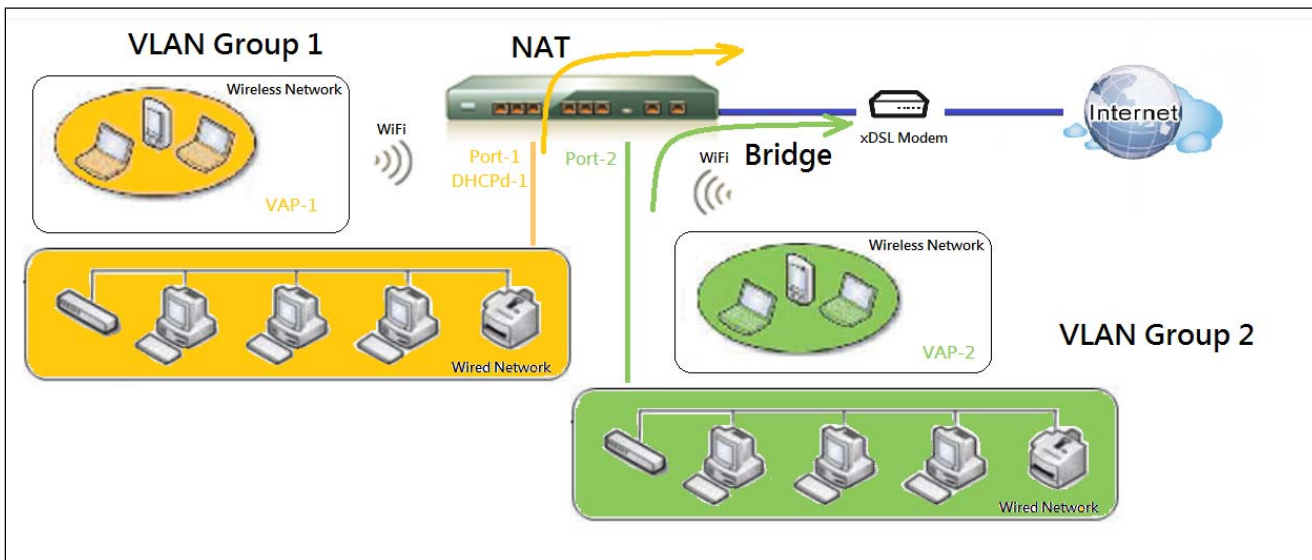 VLAN Group 1
NAT
Wireless Network
VAP-1
WiFi
Port-1
DHCPd-1
Port-2
WiFi
Bridge
xDSL Modem
Internet
Wired Network
Wireless Network
VAP-2
VLAN Group 2
Wired Network